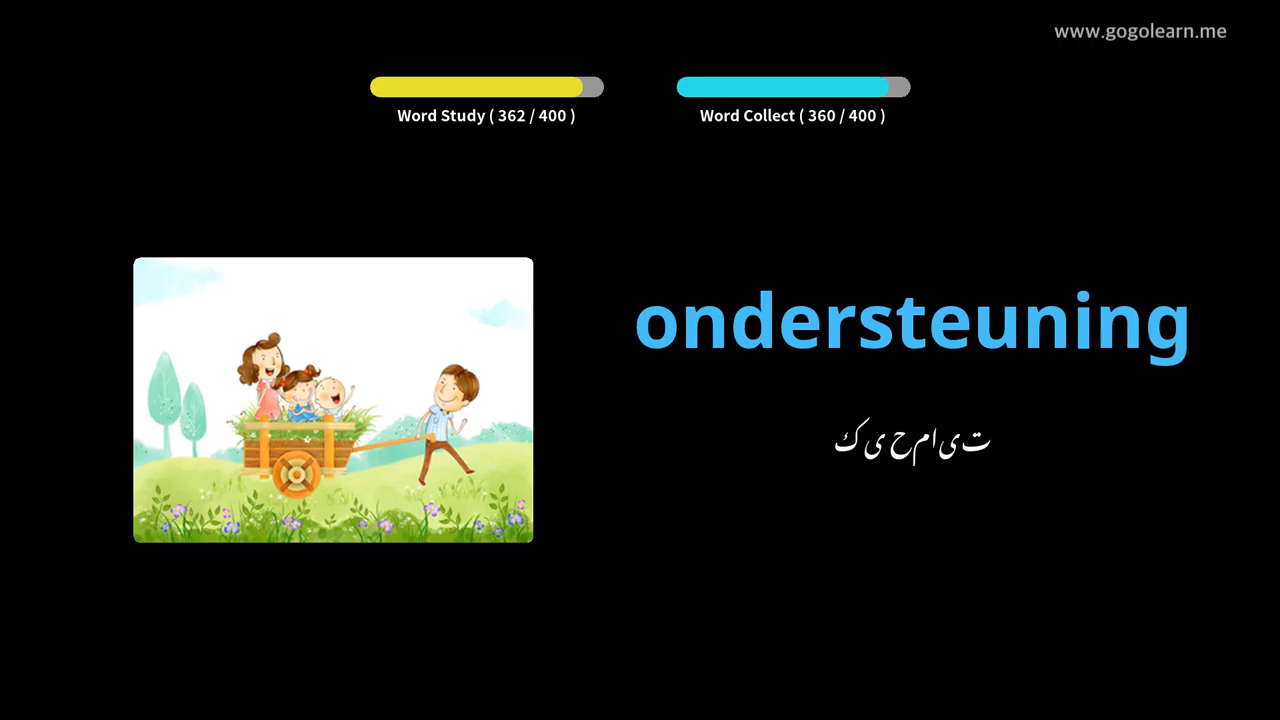 www.gogolearn.me
Word Study ( 362 / 400 )
Word Collect ( 360 / 400 )
ondersteuning
کی حمایت